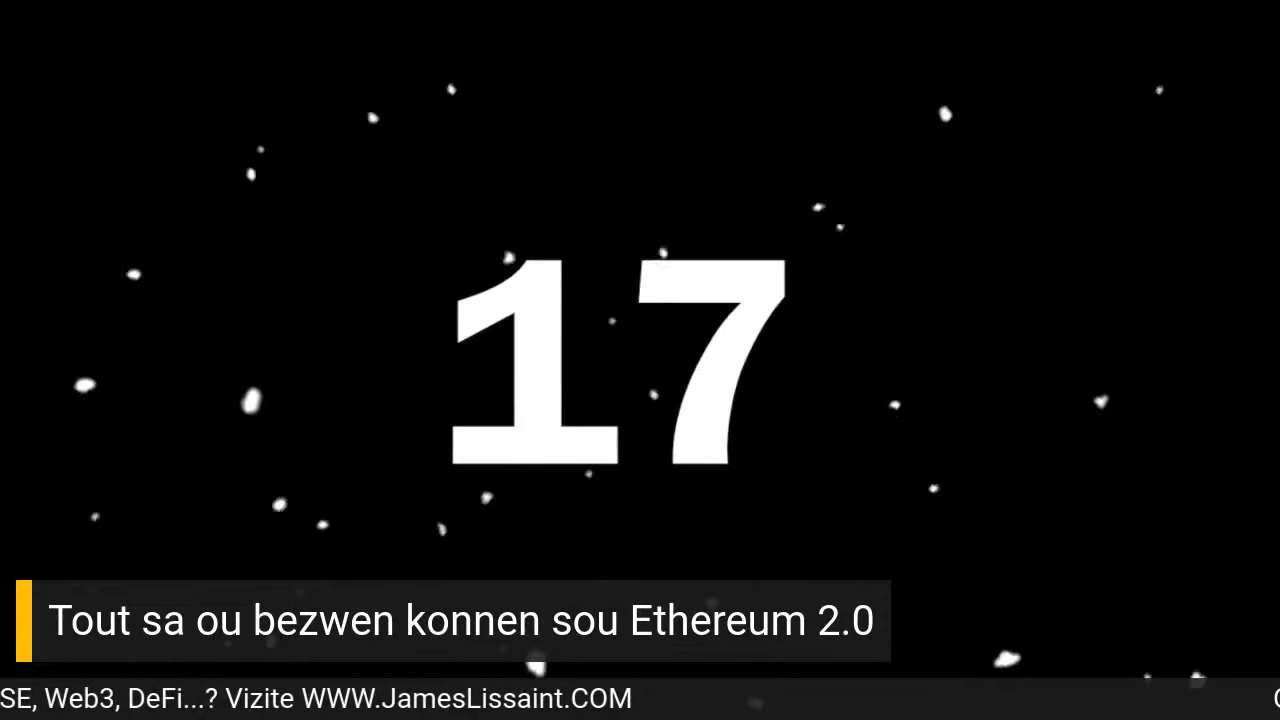 17
Tout sa ou bezwen konnen sou Ethereum 2.0
SE, Web3, DeFi...? Vizite WWW.JamesLissaint.COM